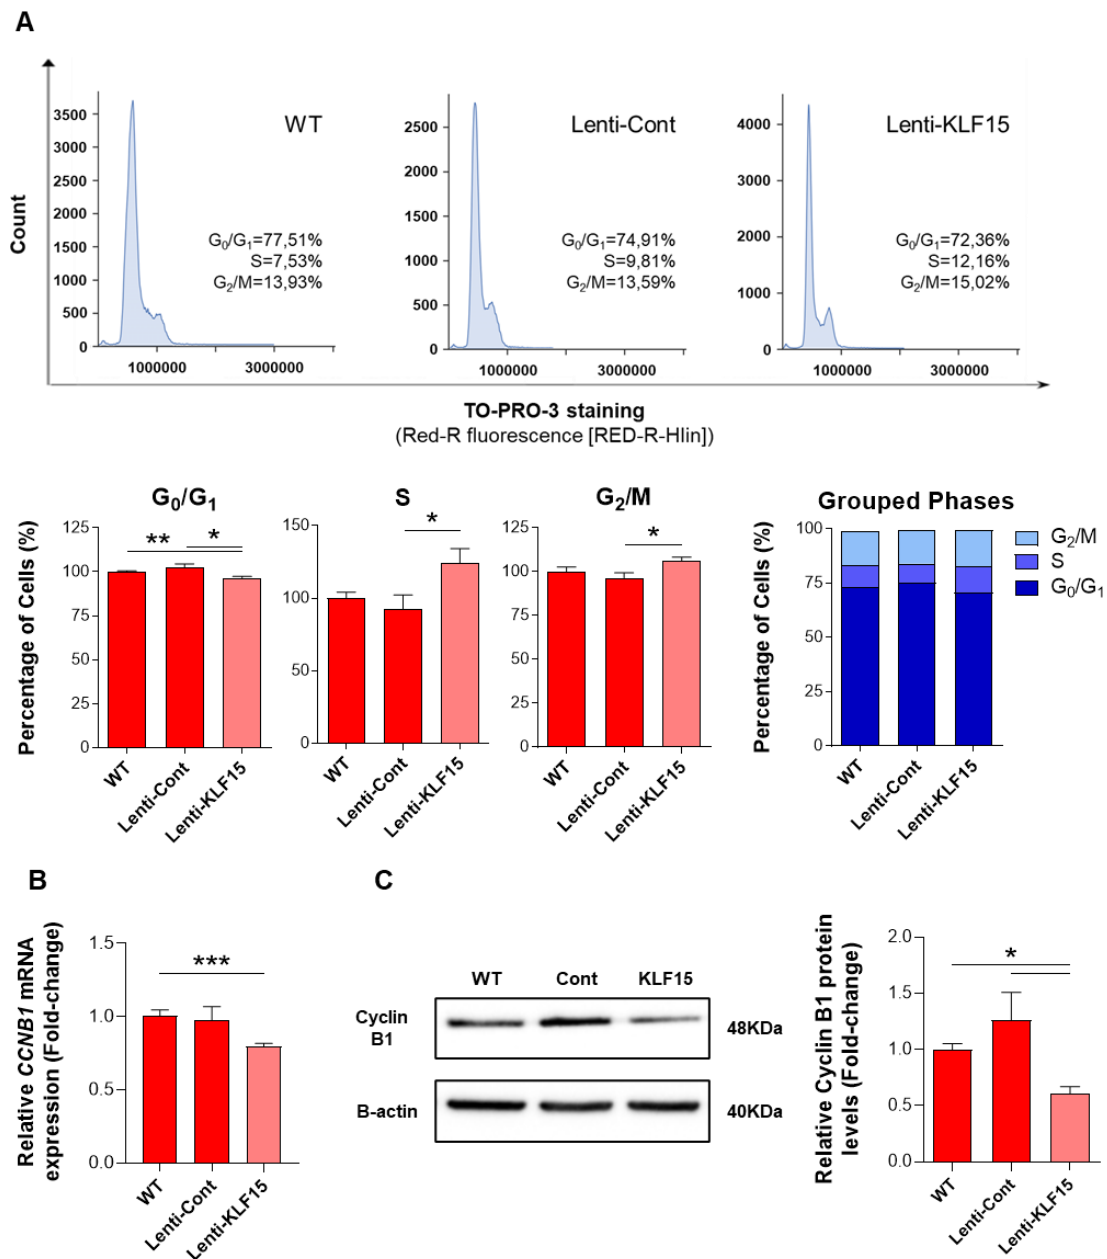 A
Count
3500
3000
2500
2000
1500
1000
500
0
1000000
3000000
WT
G₀/G₁=77,51%
S=7,53%
G₂/M=13,93%
2500
2000
1500
1000
500
0
1000000
3000000
Lenti-Cont
G₀/G₁=74,91%
S=9,81%
G₂/M=13,59%
4000
3000
2000
1000
0
1000000
3000000
Lenti-KLF15
G₀/G₁=72,36%
S=12,16%
G₂/M=15,02%
TO-PRO-3 staining
(Red-R fluorescence [RED-R-Hlin])
G₀/G₁
Percentage of Cells (%)
125
100
75
50
25
0
**
*
WT
Lenti-Cont
Lenti-KLF15
S
150
100
50
0
*
WT
Lenti-Cont
Lenti-KLF15
G₂/M
125
100
75
50
25
0
*
WT
Lenti-Cont
Lenti-KLF15
Grouped Phases
Percentage of Cells (%)
100
75
50
25
0
WT
Lenti-Cont
Lenti-KLF15
G₂/M
S
G₀/G₁
B
Relative CCNB1 mRNA
expression (Fold-change)
1.5
1.0
0.5
0.0
***
WT
Lenti-Cont
Lenti-KLF15
C
WT Cont KLF15
Cyclin
B1
48KDa
B-actin
40KDa
Relative Cyclin B1 protein
levels (Fold-change)
2.0
1.5
1.0
0.5
0.0
*
WT
Lenti-Cont
Lenti-KLF15